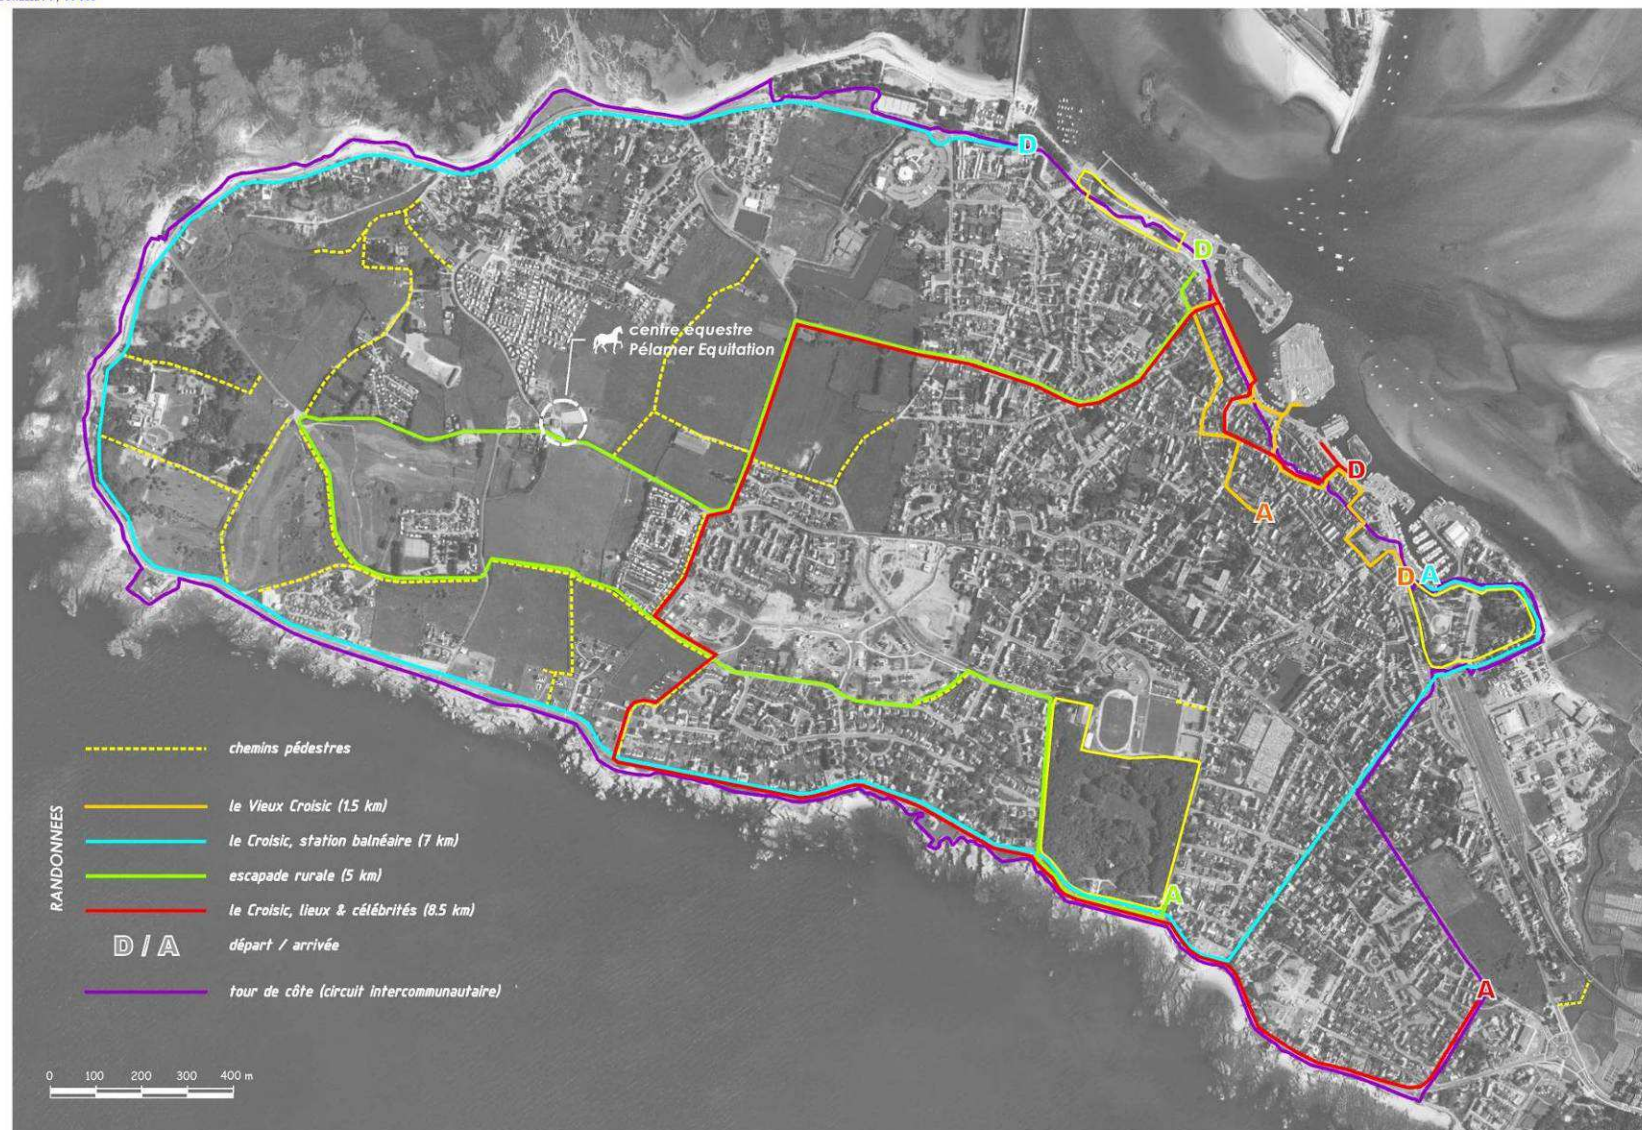 D
D
centre équestre
Pélamer Equitation
D
A
D A
A
A
RANDONNEES
chemins pédestres
le Vieux Croisic (1.5 km)
le Croisic, station balnéaire (7 km)
escapade rurale (5 km)
le Croisic, lieux & célébrités (8.5 km)
D / A départ / arrivée
tour de côte (circuit intercommunautaire)
0 100 200 300 400 m